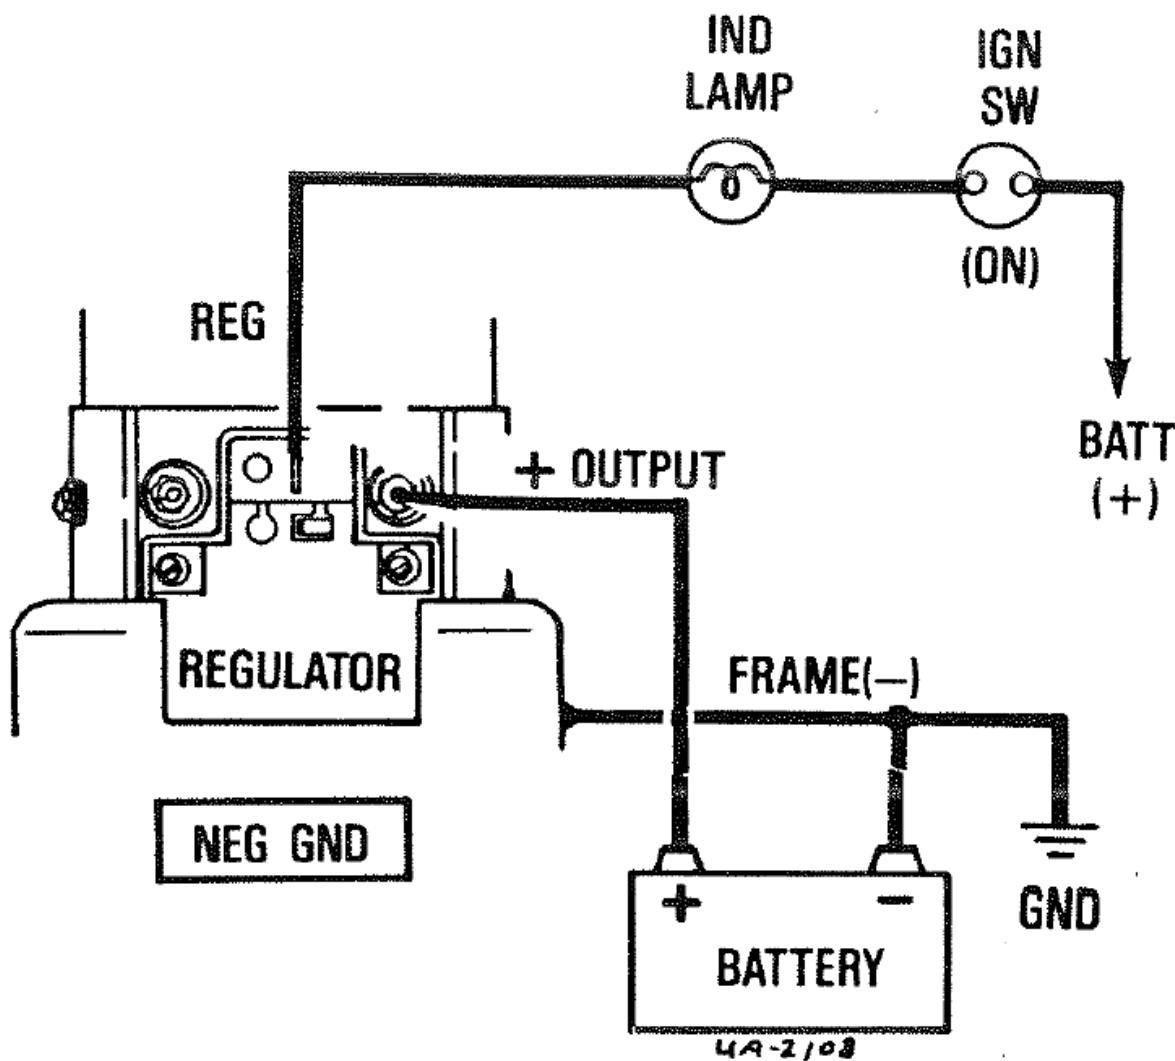 IND
LAMP
IGN
SW
(ON)
REG
BATT
(+)
+ OUTPUT
REGULATOR
FRAME(—)
NEG GND
GND
+ −
BATTERY
4A-2108